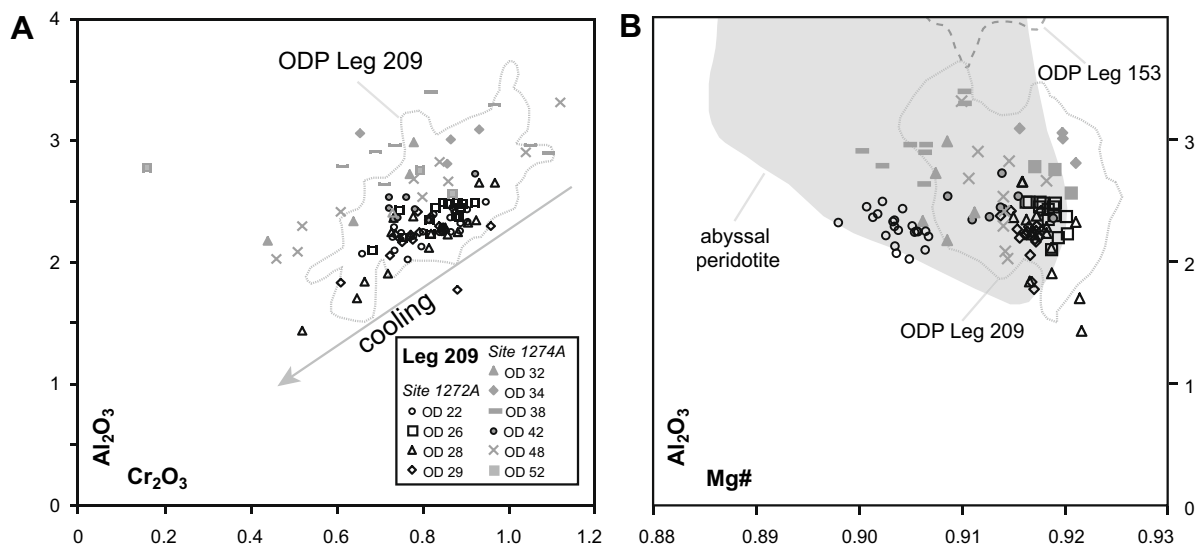 A
4
3
2
1
0
0
0.2
0.4
0.6
0.8
1.0
1.2
Al₂O₃
Cr₂O₃
ODP Leg 209
cooling
Leg 209
Site 1272A
OD 22
OD 26
OD 28
OD 29
Site 1274A
OD 32
OD 34
OD 38
OD 42
OD 48
OD 52
B
ODP Leg 153
abyssal
peridotite
ODP Leg 209
Al₂O₃
Mg#
3
2
1
0
0.88
0.89
0.90
0.91
0.92
0.93